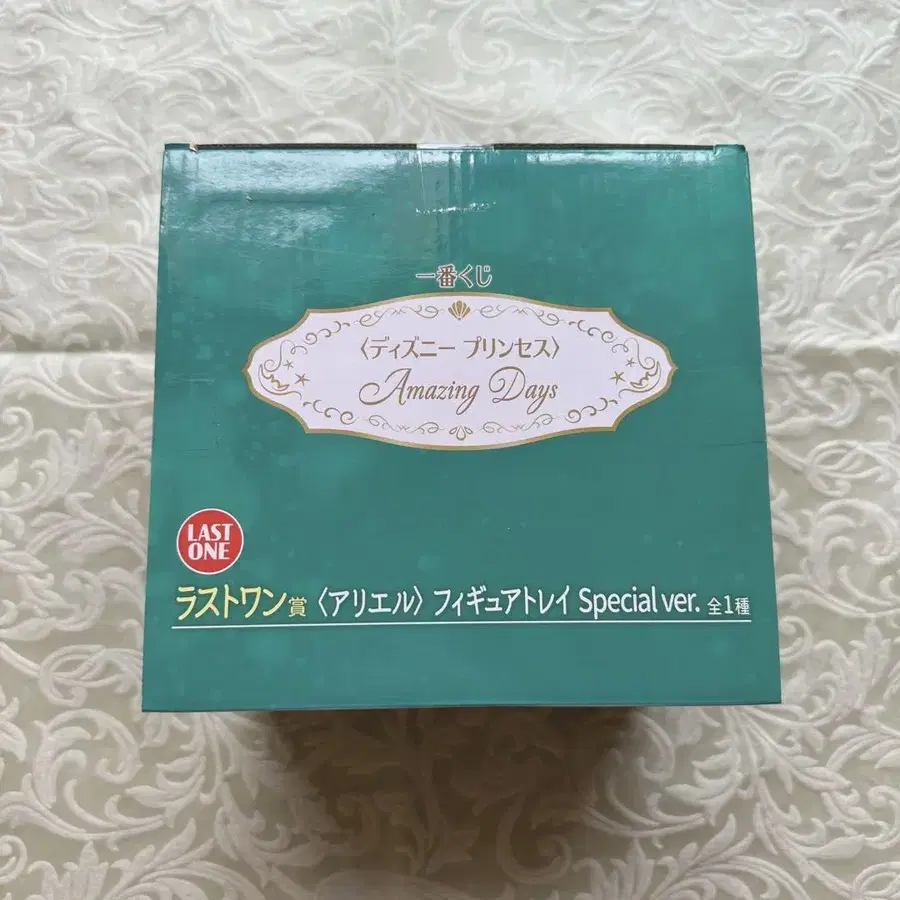 一番くじ
〈ディズニー プリンセス〉
Amazing Days
LAST
ONE
ラストワン賞 〈アリエル〉 フィギュアトレイ Special ver. 全1種